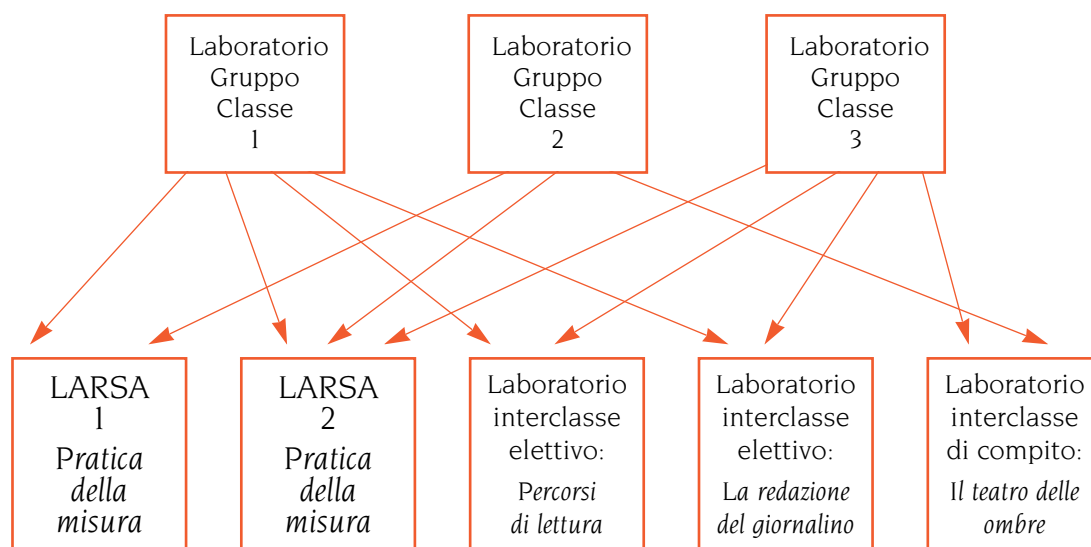 Laboratorio
Gruppo
Classe
1
Laboratorio
Gruppo
Classe
2
Laboratorio
Gruppo
Classe
3
LARSA
1
Pratica
della
misura
LARSA
2
Pratica
della
misura
Laboratorio
interclasse
elettivo:
Percorsi
di lettura
Laboratorio
interclasse
elettivo:
La redazione
del giornalino
Laboratorio
interclasse
di compito:
Il teatro delle
ombre